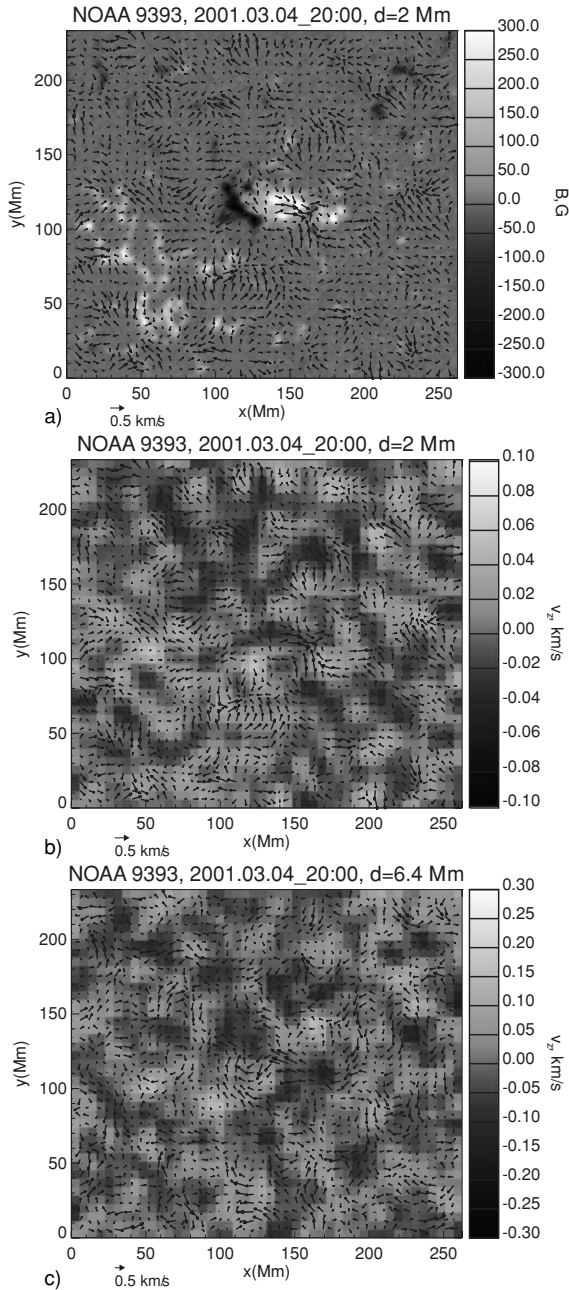 NOAA 9393, 2001.03.04_20:00, d=2 Mm
300.0
250.0
150.0
100.0
50.0
0.0
-50.0
-100.0
-150.0
-250.0
-300.0
B,G
200
150
100
50
0
y(Mm)
0 50 100 150 200 250
x(Mm)
0.5 km/s
a)
NOAA 9393, 2001.03.04_20:00, d=2 Mm
0.10
0.08
0.06
0.04
0.02
0.00
-0.02
-0.04
-0.06
-0.08
-0.10
v_z, km/s
200
150
100
50
0
y(Mm)
0 50 100 150 200 250
x(Mm)
0.5 km/s
b)
NOAA 9393, 2001.03.04_20:00, d=6.4 Mm
0.30
0.25
0.20
0.15
0.10
0.05
0.00
-0.05
-0.10
-0.15
-0.20
-0.25
-0.30
v_z, km/s
200
150
100
50
0
y(Mm)
0 50 100 150 200 250
x(Mm)
0.5 km/s
c)